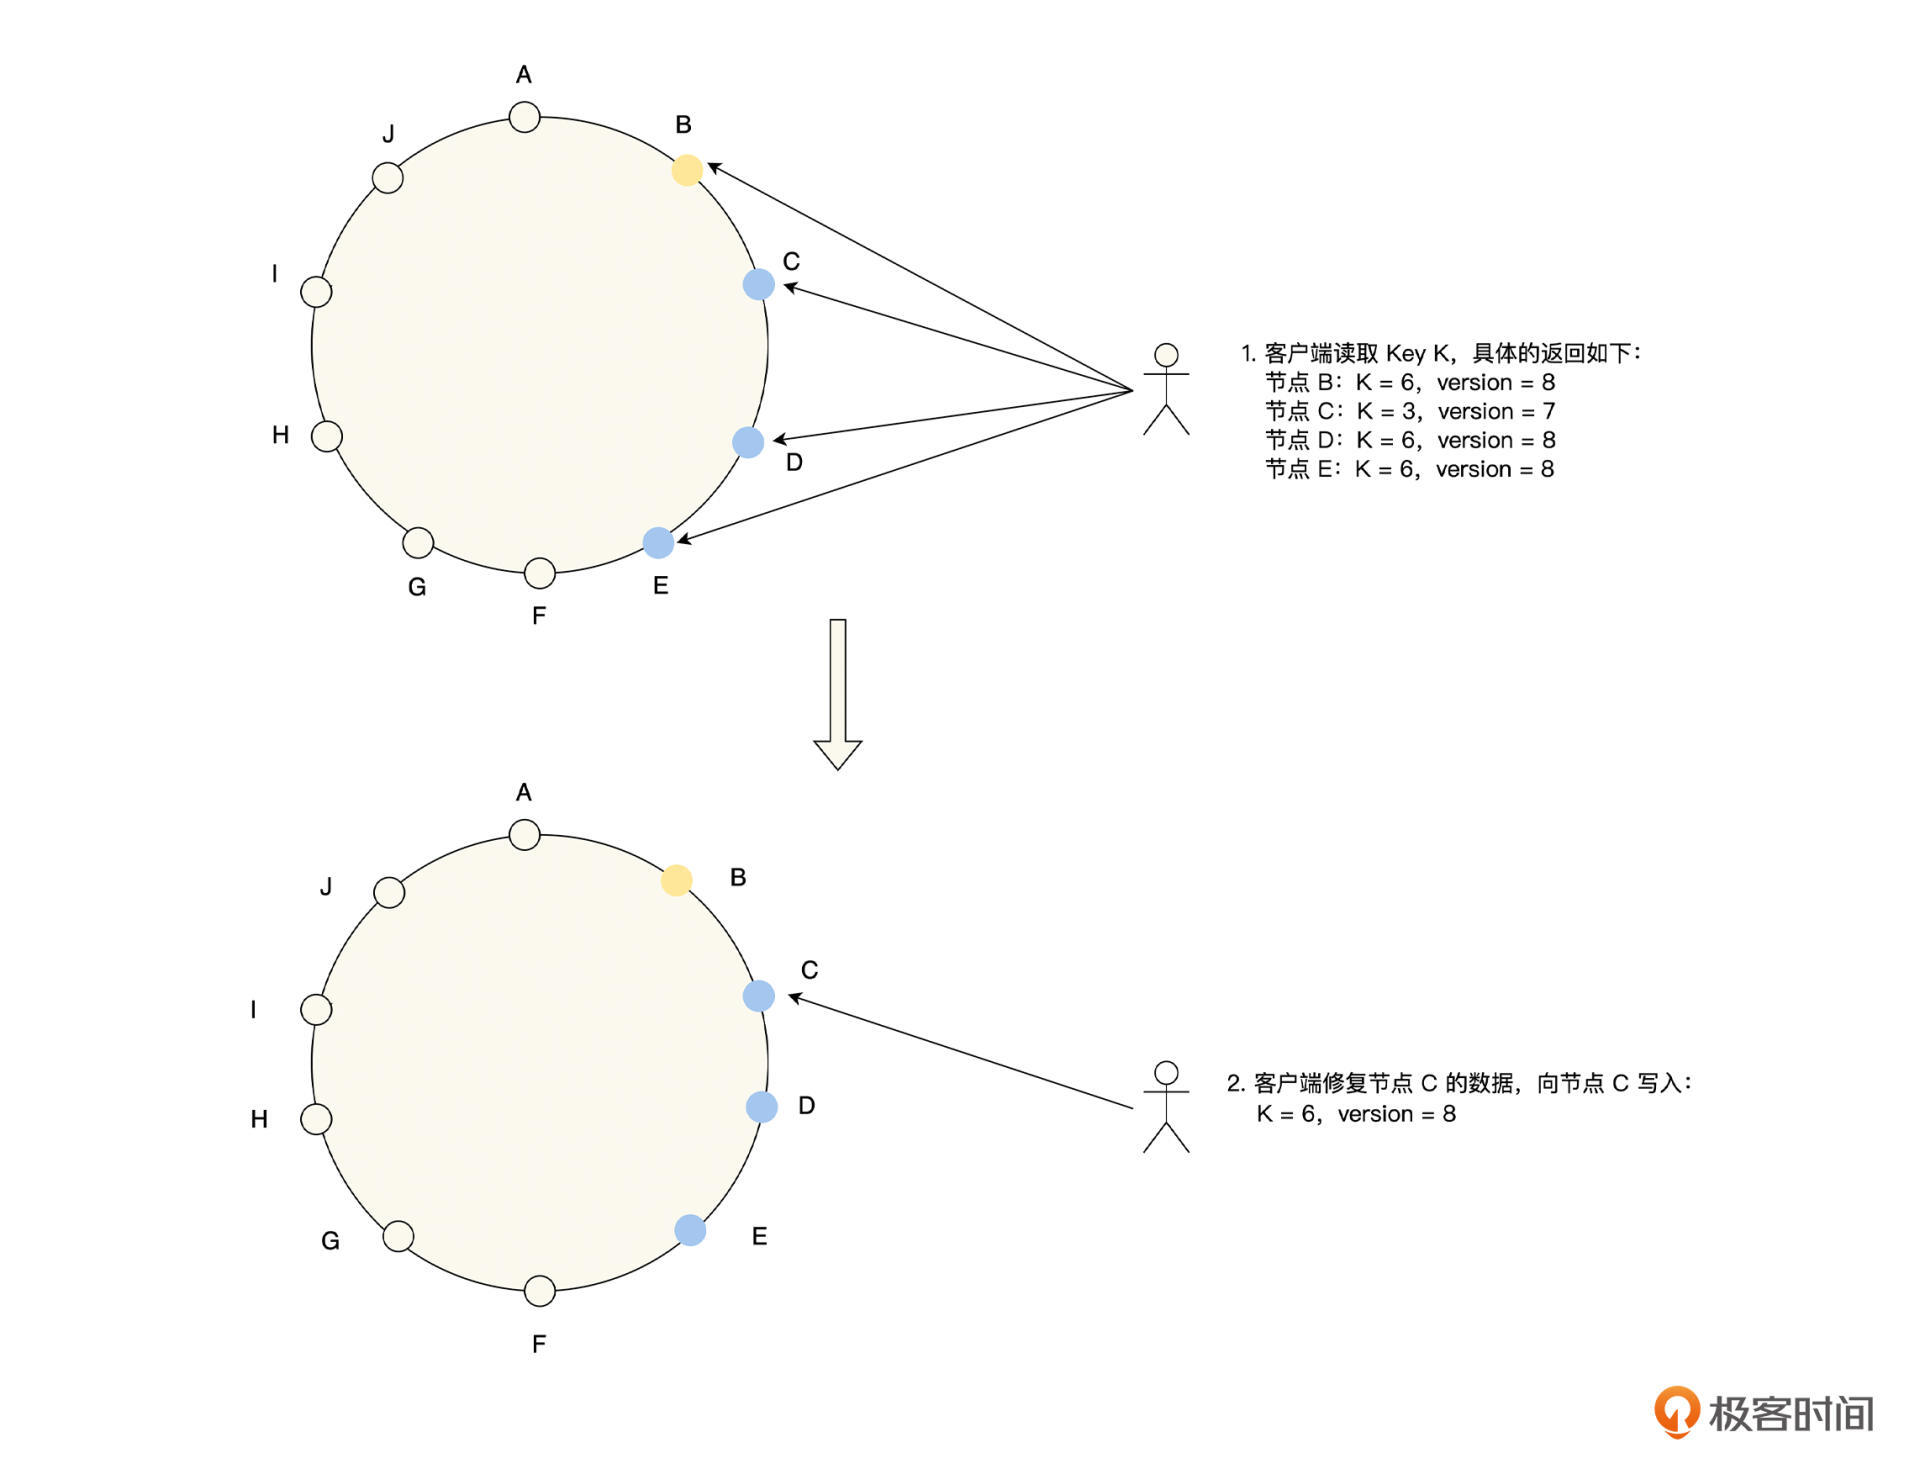 A
B
J
C
I
H
D
G
E
F
1. 客户端读取 Key K，具体的返回如下：
节点 B：K = 6，version = 8
节点 C：K = 3，version = 7
节点 D：K = 6，version = 8
节点 E：K = 6，version = 8
A
B
J
C
I
D
H
G
E
F
2. 客户端修复节点 C 的数据，向节点 C 写入：
K = 6，version = 8
极客时间